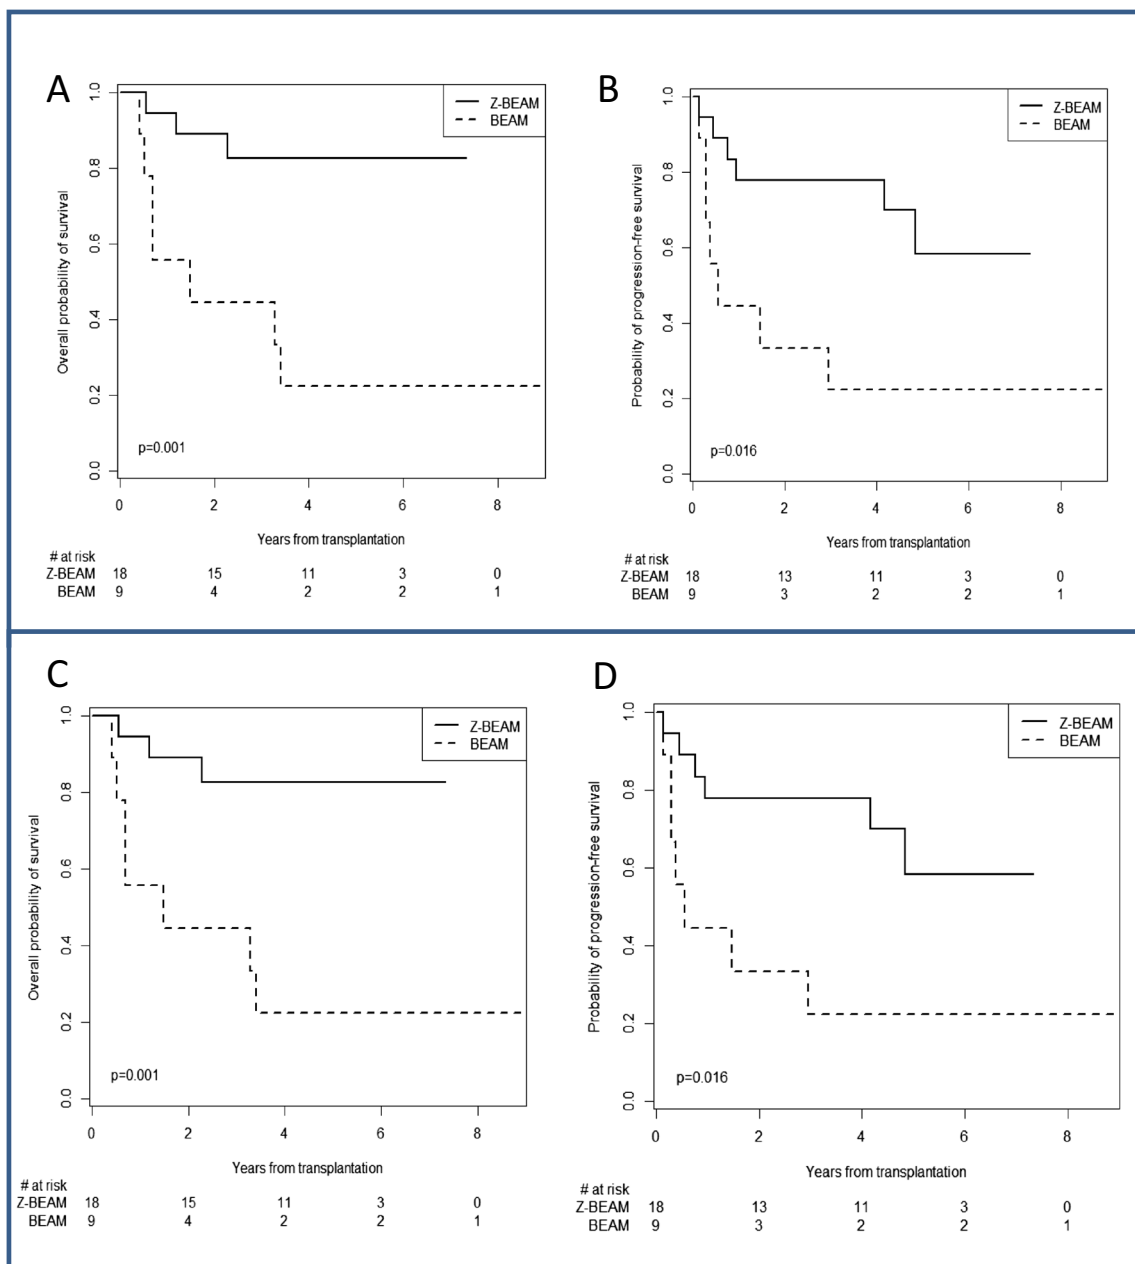 A
Z-BEAM
BEAM
Overall probability of survival
1.0
0.8
0.6
0.4
0.2
0.0
p=0.001
0 2 4 6 8
Years from transplantation
# at risk
Z-BEAM 18 15 11 3 0
BEAM 9 4 2 2 1
B
Z-BEAM
BEAM
Probability of progression-free survival
1.0
0.8
0.6
0.4
0.2
0.0
p=0.016
0 2 4 6 8
Years from transplantation
# at risk
Z-BEAM 18 13 11 3 0
BEAM 9 3 2 2 1
C
Z-BEAM
BEAM
Overall probability of survival
1.0
0.8
0.6
0.4
0.2
0.0
p=0.001
0 2 4 6 8
Years from transplantation
# at risk
Z-BEAM 18 15 11 3 0
BEAM 9 4 2 2 1
D
Z-BEAM
BEAM
Probability of progression-free survival
1.0
0.8
0.6
0.4
0.2
0.0
p=0.016
0 2 4 6 8
Years from transplantation
# at risk
Z-BEAM 18 13 11 3 0
BEAM 9 3 2 2 1